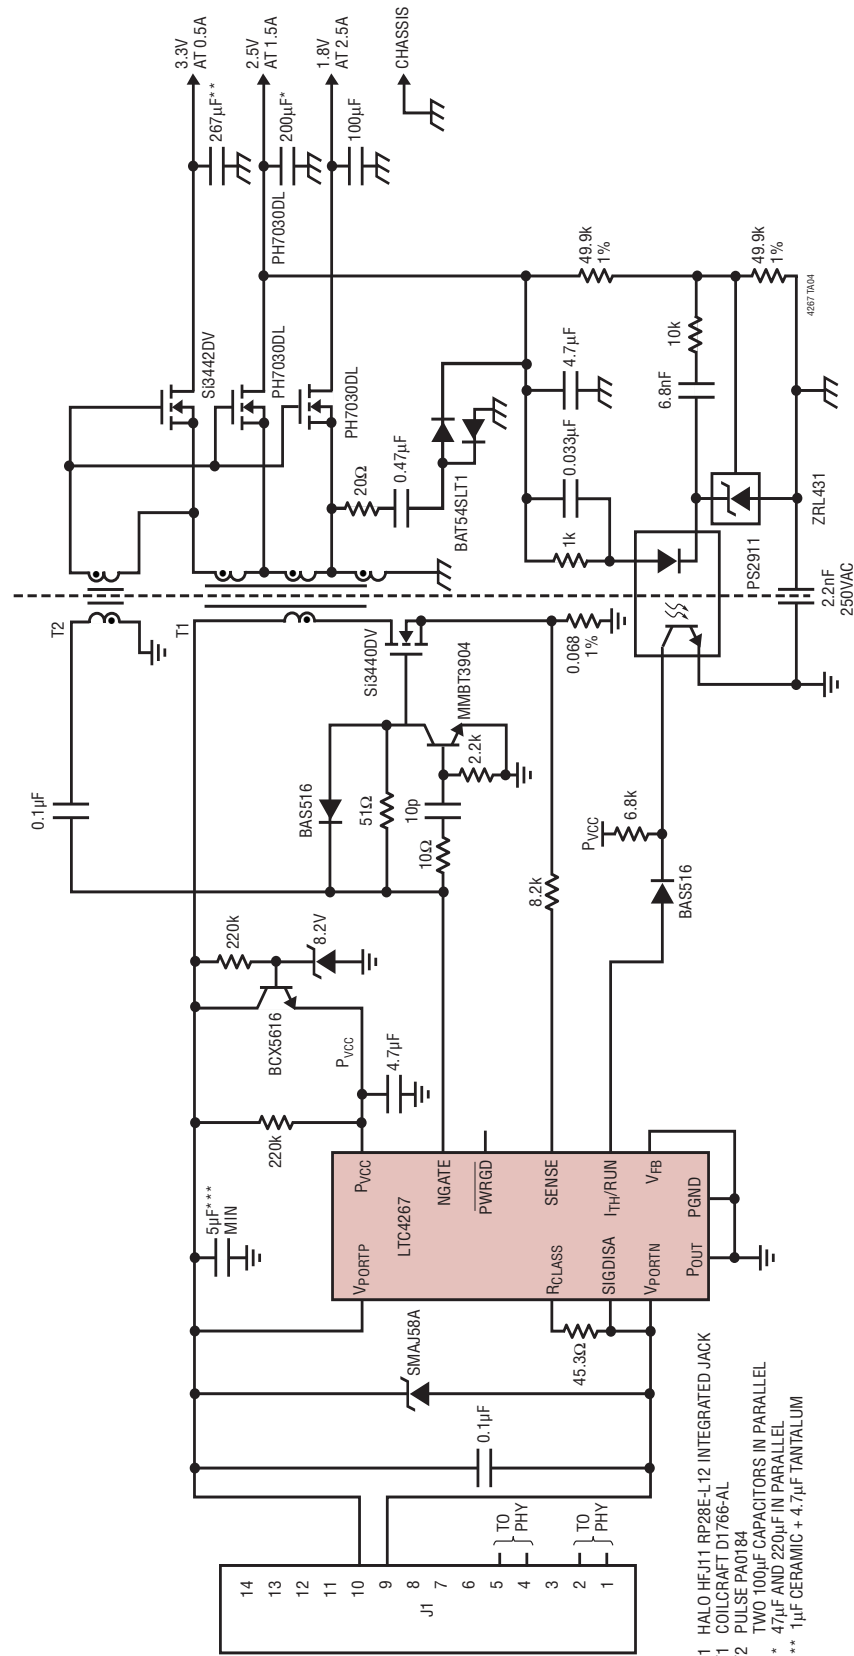 3.3V
AT 0.5A
2.5V
AT 1.5A
1.8V
AT 2.5A
CHASSIS
267µF**
200µF*
100µF
PH7030DL
Si3442DV
PH7030DL
PH7030DL
20Ω
0.47µF
BAT54SLT1
49.9k
1%
4.7µF
0.033µF
1k
10k
6.8nF
49.9k
1%
4267 TA04
ZRL431
PS2911
2.2nF
250VAC
T2
T1
0.1µF
Si3440DV
MMBT3904
0.068
1%
BAS516
51Ω
10p
10Ω
2.2k
8.2k
PVCC
6.8k
BAS516
220k
8.2V
BCX5616
PVCC
4.7µF
220k
5µF***
MIN
PVCC
NGATE
PWRGD
SENSE
ITH/RUN
VFB
LTC4267
VPORTP
RCLASS
SIGDISA
VPORTN
POUT
PGND
SMAJ58A
45.3Ω
0.1µF
14
13
12
11
10
9
8
7
6
5
4
3
2
1
J1
TO
PHY
TO
PHY
1 HALO HFJ11 RP28E-L12 INTEGRATED JACK
1 COILCRAFT D1766-AL
2 PULSE PA0184
TWO 100µF CAPACITORS IN PARALLEL
* 47µF AND 220µF IN PARALLEL
** 1µF CERAMIC + 4.7µF TANTALUM